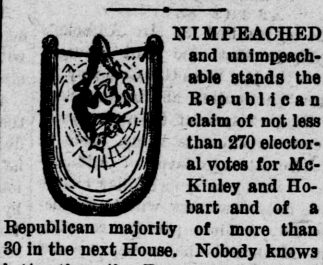 UNIMPEACHED
and unimpeach-
able stands the
Republican
claim of not less
than 270 elector-
al votes for Mc-
Kinley and Ho-
bart and of a
Republican majority of more than
30 in the next House. Nobody knows